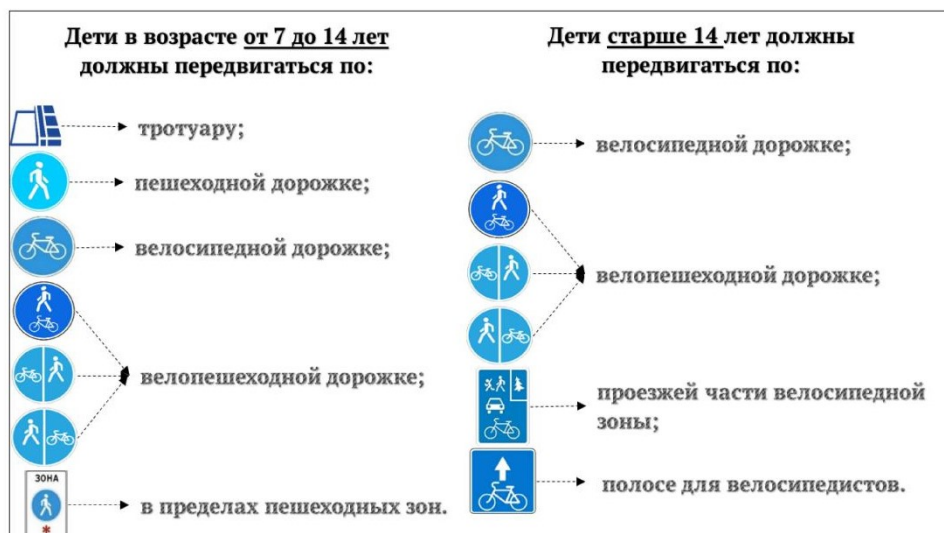 Дети в возрасте от 7 до 14 лет
должны передвигаться по:
тротуару;
пешеходной дорожке;
велосипедной дорожке;
велопешеходной дорожке;
ЗОНА
в пределах пешеходных зон.
Дети старше 14 лет должны
передвигаться по:
велосипедной дорожке;
велопешеходной дорожке;
проезжей части велосипедной
зоны;
полосе для велосипедистов.